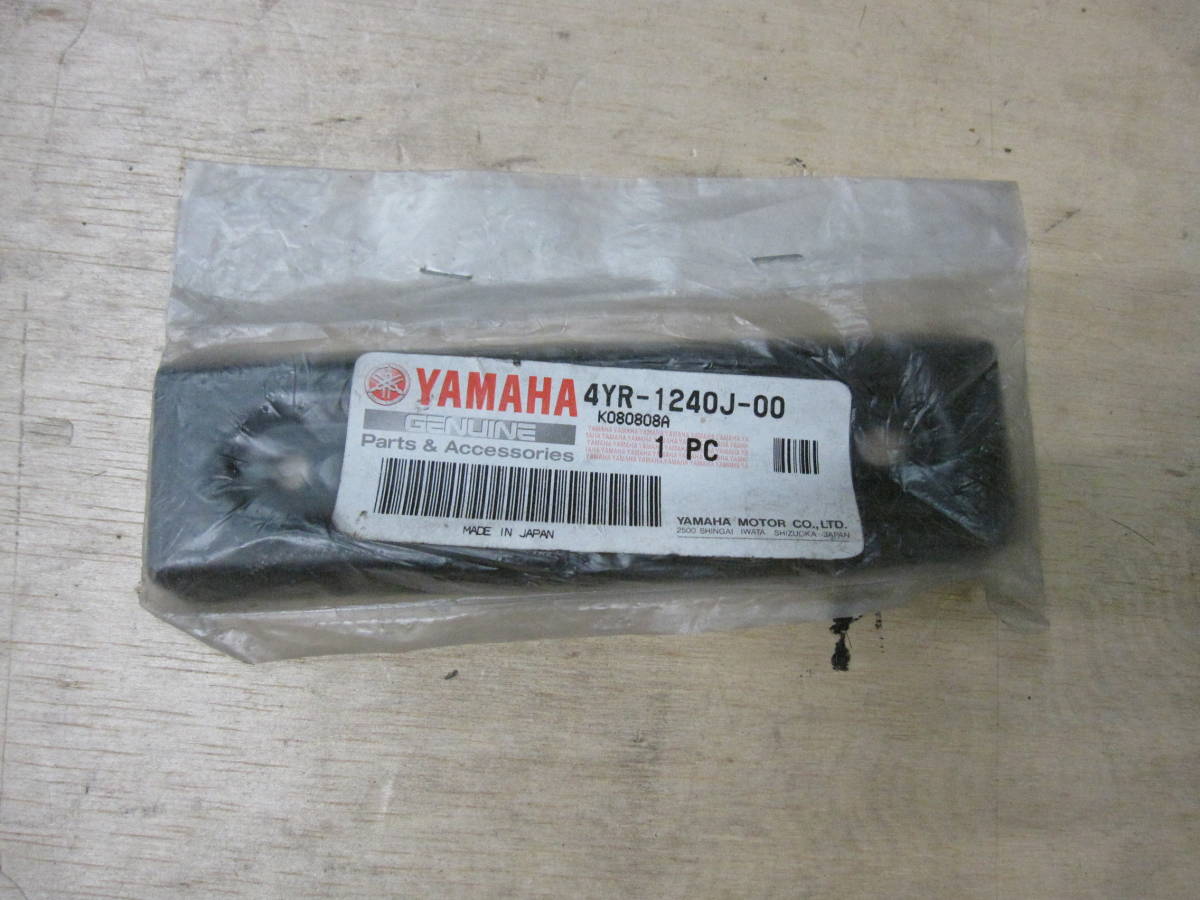 YAMAHA 4YR-1240J-00
K080808A
GENUINE
Parts & Accessories
1 PC
MADE IN JAPAN
YAMAHA MOTOR CO.,LTD.
2500 SHINGAI IWATA SHIZUOKA JAPAN